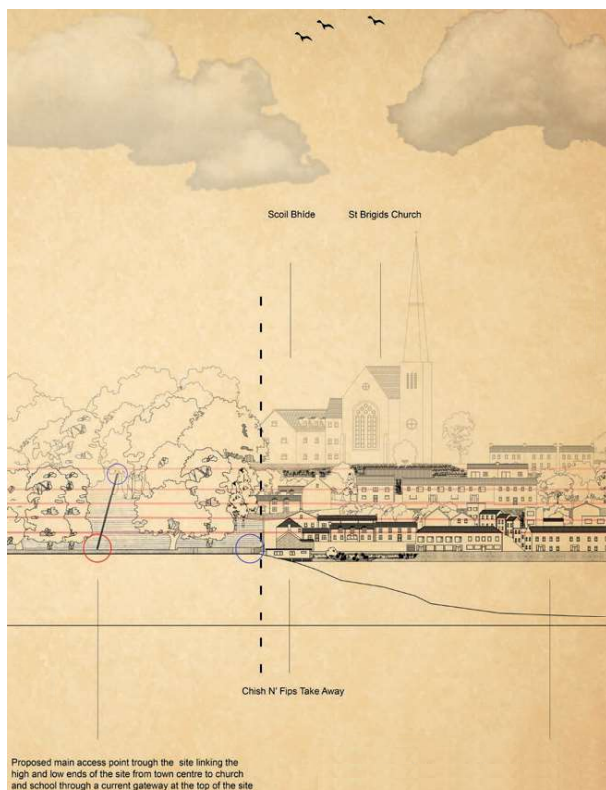 Scoil Bhíde
St Brigids Church
Chish N' Fips Take Away
Proposed main access point trough the site linking the
high and low ends of the site from town centre to church
and school through a current gateway at the top of the site